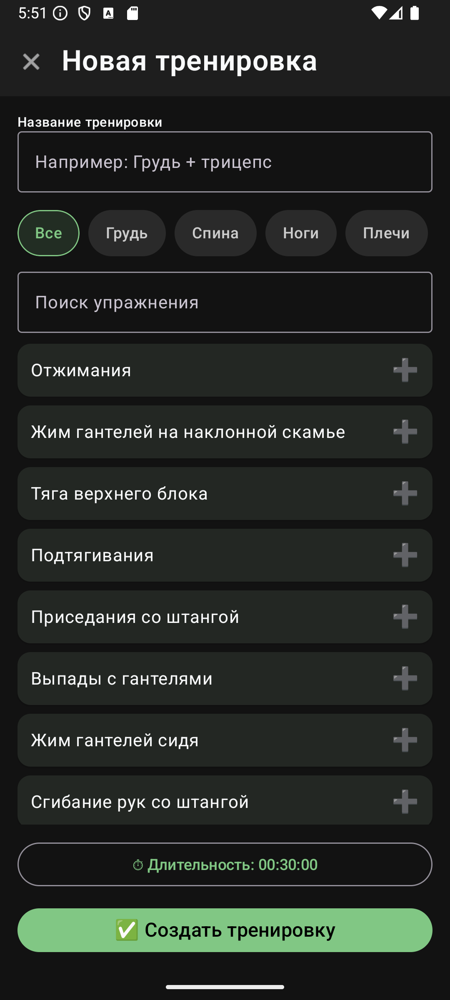 5:51
Новая тренировка
Название тренировки
Например: Грудь + трицепс
Все Грудь Спина Ноги Плечи
Поиск упражнения
Отжимания
Жим гантелей на наклонной скамье
Тяга верхнего блока
Подтягивания
Приседания со штангой
Выпады с гантелями
Жим гантелей сидя
Сгибание рук со штангой
⏱ Длительность: 00:30:00
✅ Создать тренировку